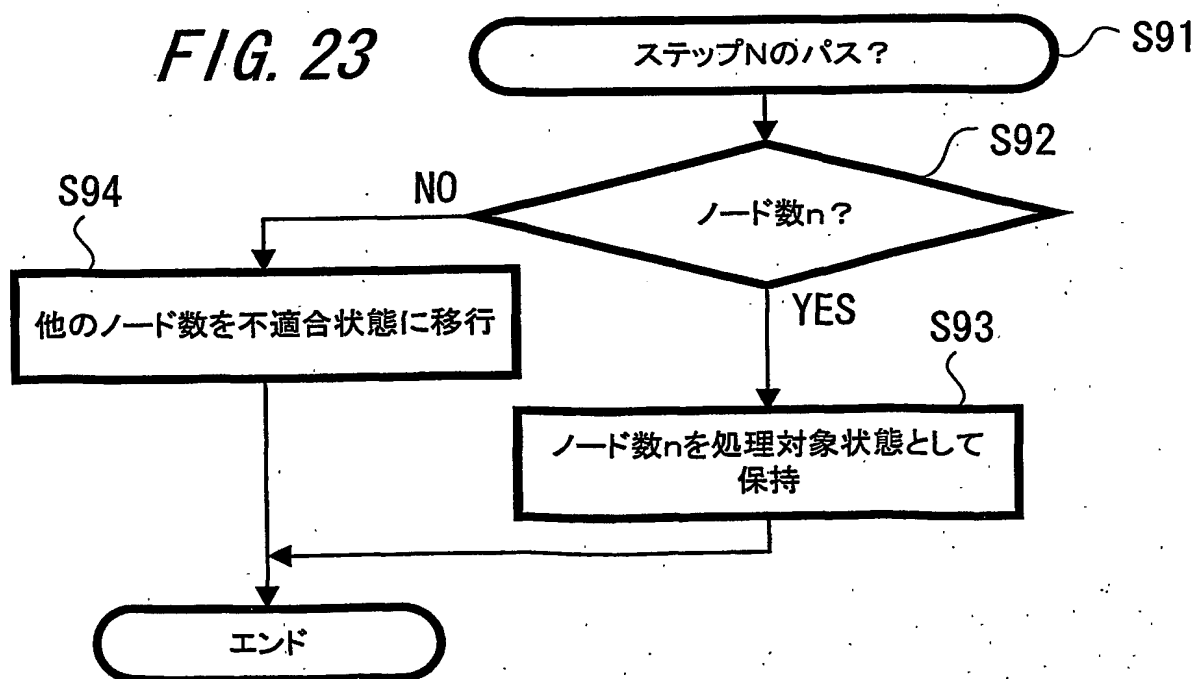 FIG. 23
ステップNのパス?
S91
S92
ノード数n?
NO
S94
他のノード数を不適合状態に移行
YES
S93
ノード数nを処理対象状態として
保持
エンド